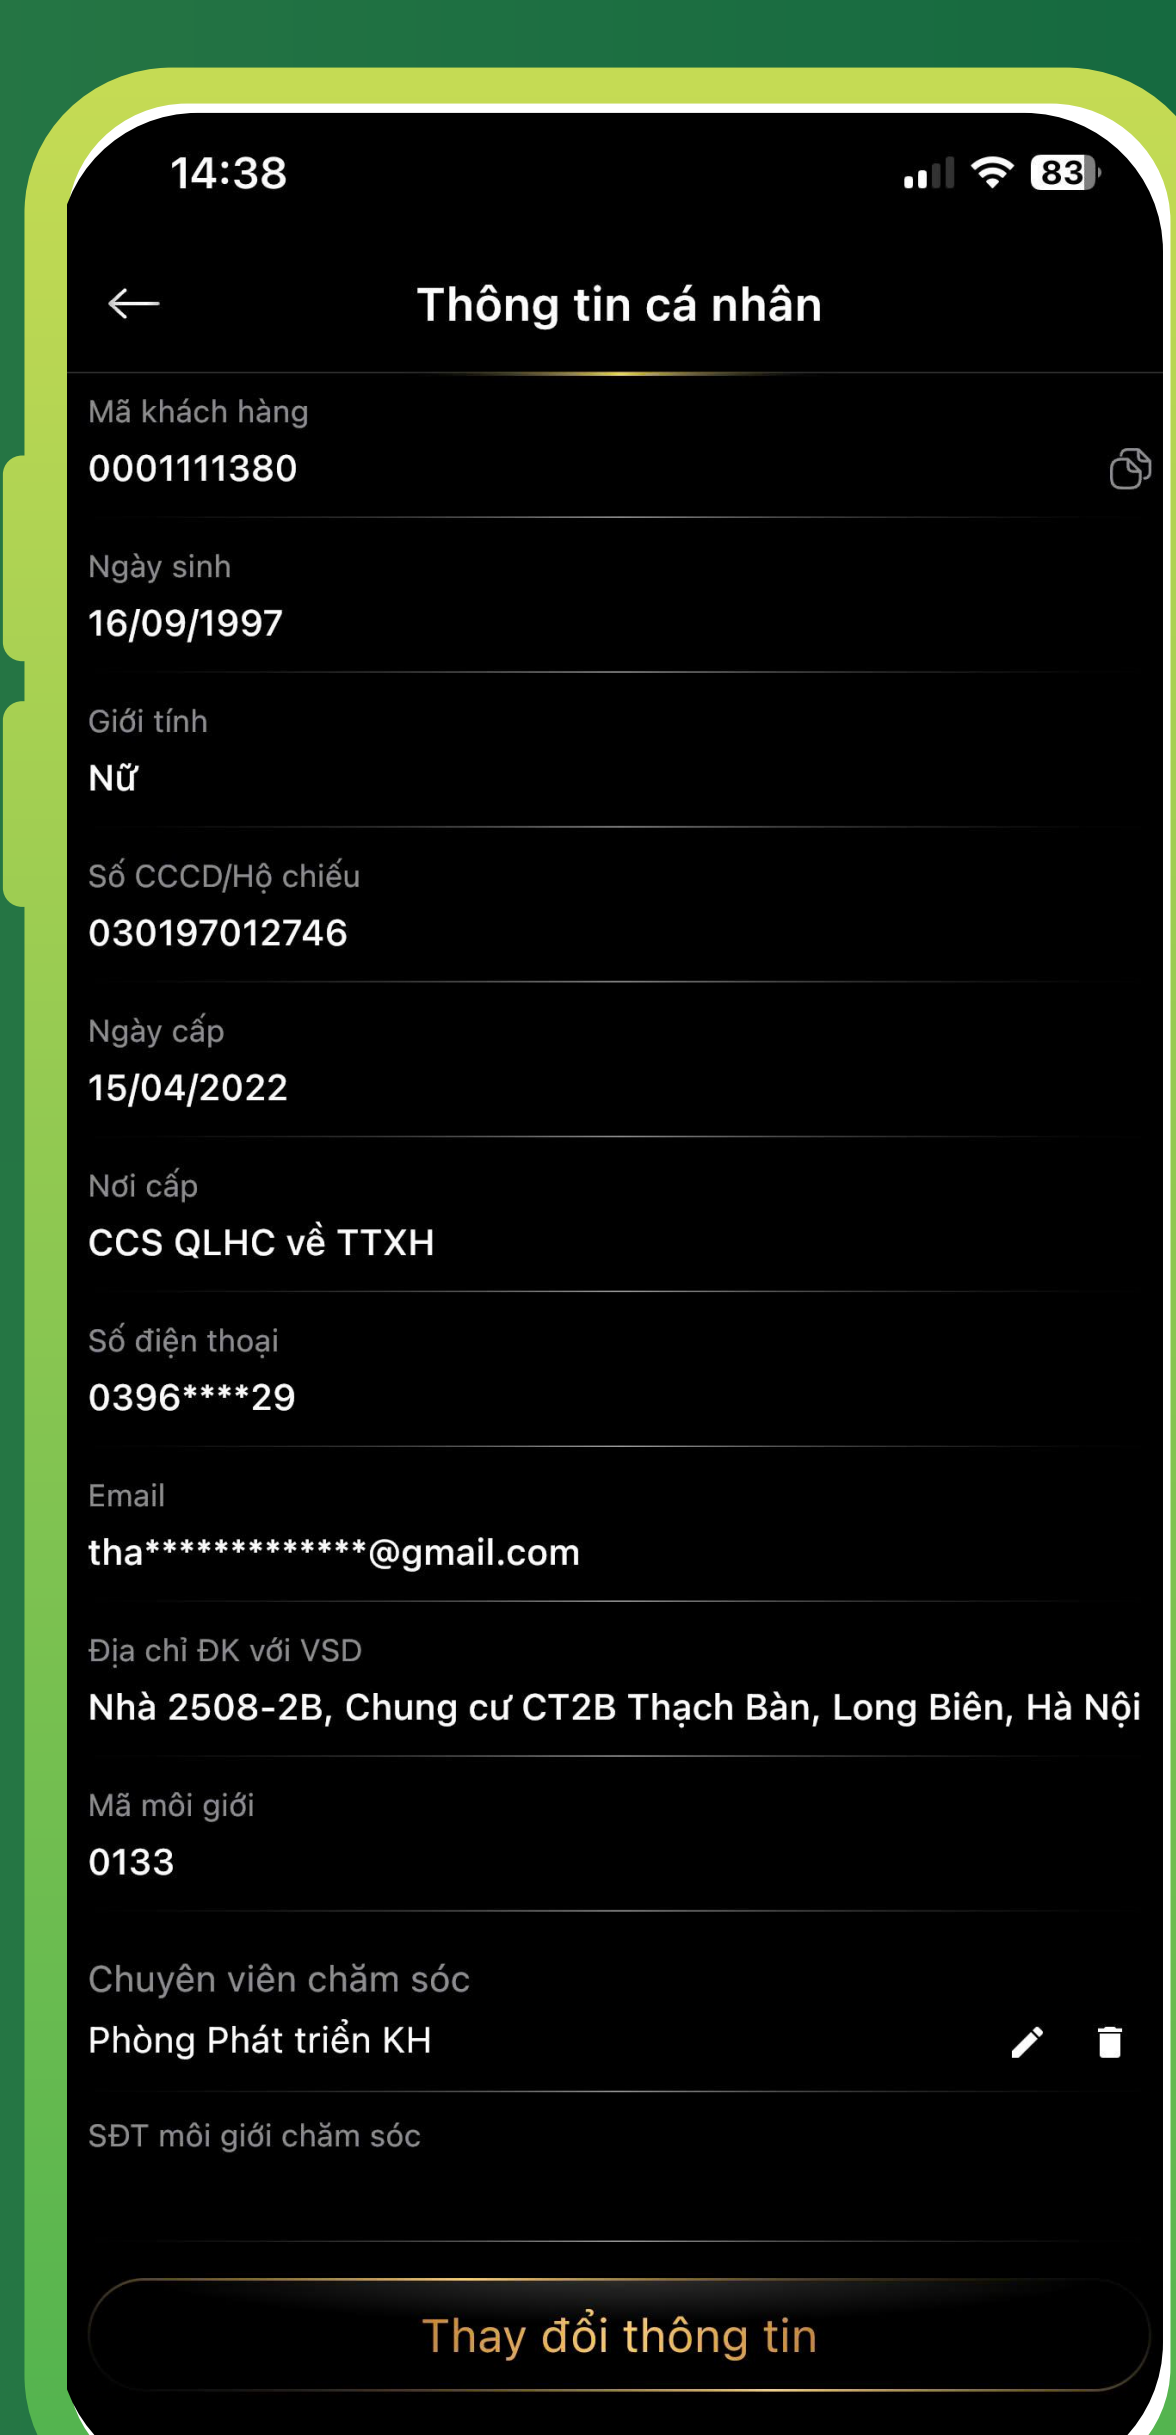 14:38
83
Thông tin cá nhân
Mã khách hàng
0001111380
Ngày sinh
16/09/1997
Giới tính
Nữ
Số CCCD/Hộ chiếu
030197012746
Ngày cấp
15/04/2022
Nơi cấp
CCS QLHC về TTXH
Số điện thoại
0396****29
Email
tha*************@gmail.com
Địa chỉ ĐK với VSD
Nhà 2508-2B, Chung cư CT2B Thạch Bàn, Long Biên, Hà Nội
Mã môi giới
0133
Chuyên viên chăm sóc
Phòng Phát triển KH
SĐT môi giới chăm sóc
Thay đổi thông tin